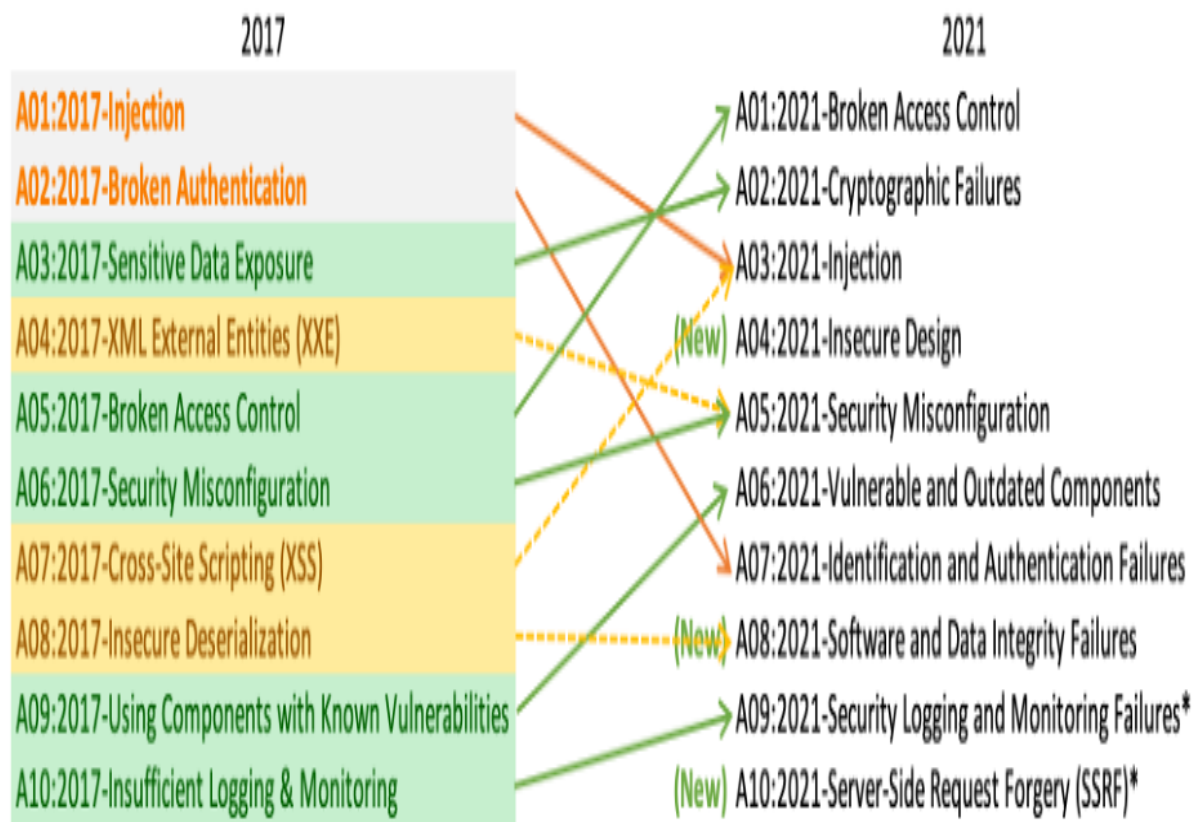 2017
2021
A01:2017-Injection
A02:2017-Broken Authentication
A03:2017-Sensitive Data Exposure
A04:2017-XML External Entities (XXE)
A05:2017-Broken Access Control
A06:2017-Security Misconfiguration
A07:2017-Cross-Site Scripting (XSS)
A08:2017-Insecure Deserialization
A09:2017-Using Components with Known Vulnerabilities
A10:2017-Insufficient Logging & Monitoring
A01:2021-Broken Access Control
A02:2021-Cryptographic Failures
A03:2021-Injection
(New) A04:2021-Insecure Design
A05:2021-Security Misconfiguration
A06:2021-Vulnerable and Outdated Components
A07:2021-Identification and Authentication Failures
(New) A08:2021-Software and Data Integrity Failures
A09:2021-Security Logging and Monitoring Failures*
(New) A10:2021-Server-Side Request Forgery (SSRF)*